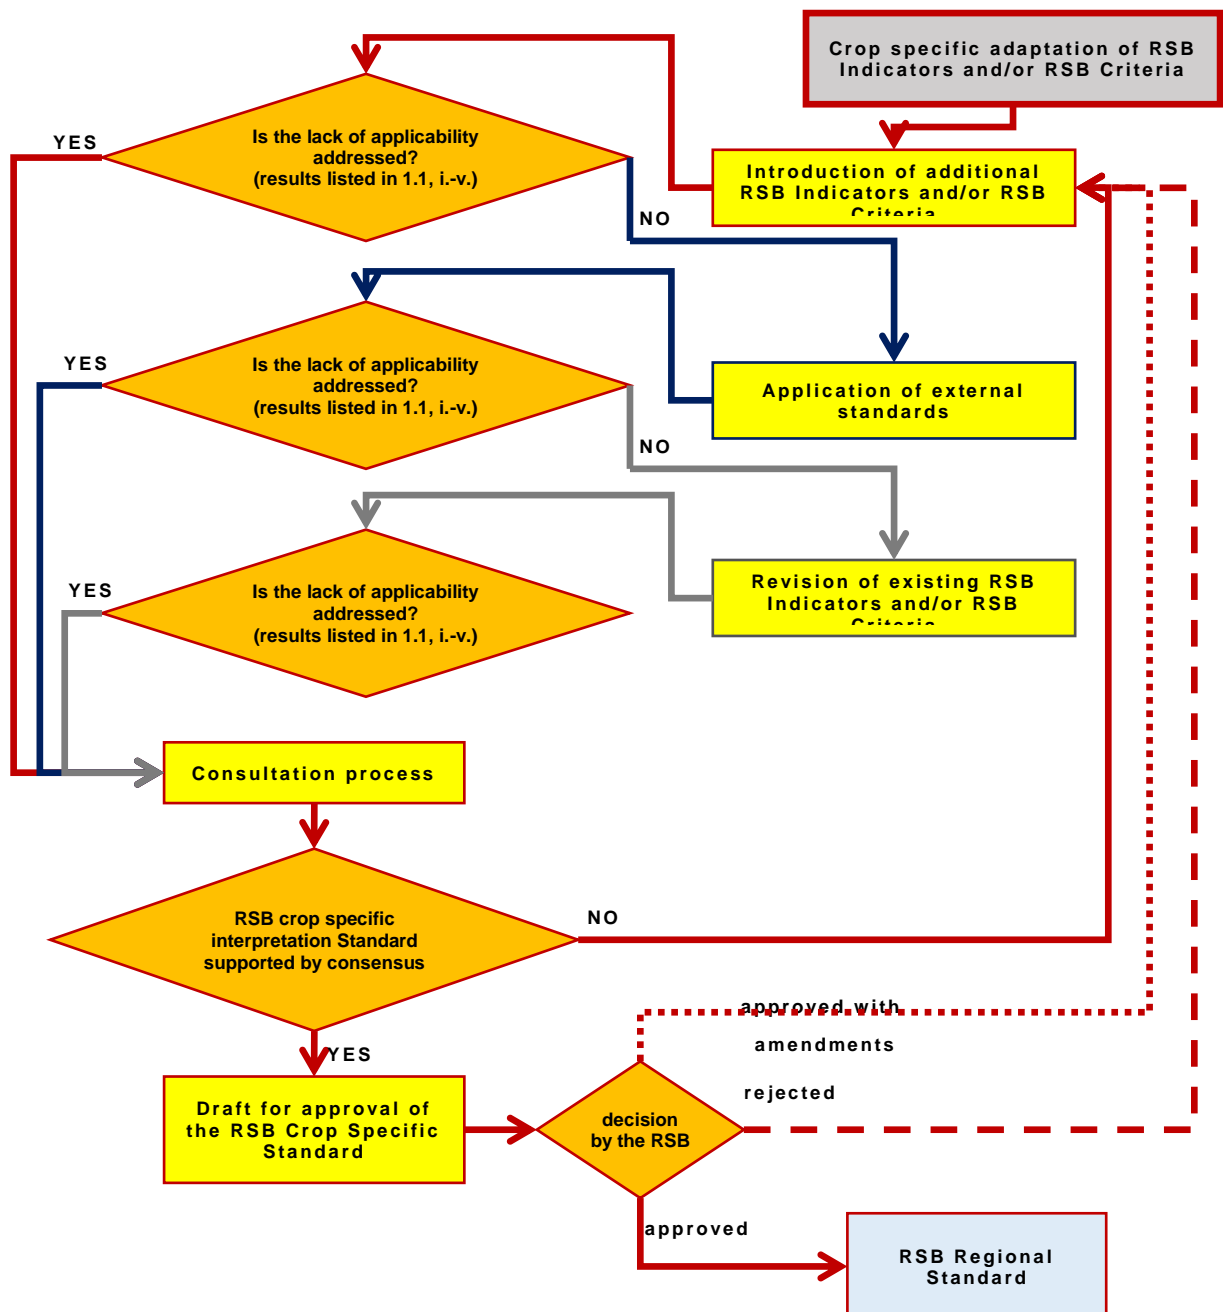 Crop specific adaptation of RSB
Indicators and/or RSB Criteria
Is the lack of applicability
addressed?
(results listed in 1.1, i.-v.)
YES
Introduction of additional
RSB Indicators and/or RSB
Criteria
NO
Is the lack of applicability
addressed?
(results listed in 1.1, i.-v.)
YES
Application of external
standards
NO
Is the lack of applicability
addressed?
(results listed in 1.1, i.-v.)
YES
Revision of existing RSB
Indicators and/or RSB
Criteria
Consultation process
RSB crop specific
interpretation Standard
supported by consensus
NO
YES
approved with
amendments
rejected
Draft for approval of
the RSB Crop Specific
Standard
decision
by the RSB
approved
RSB Regional
Standard